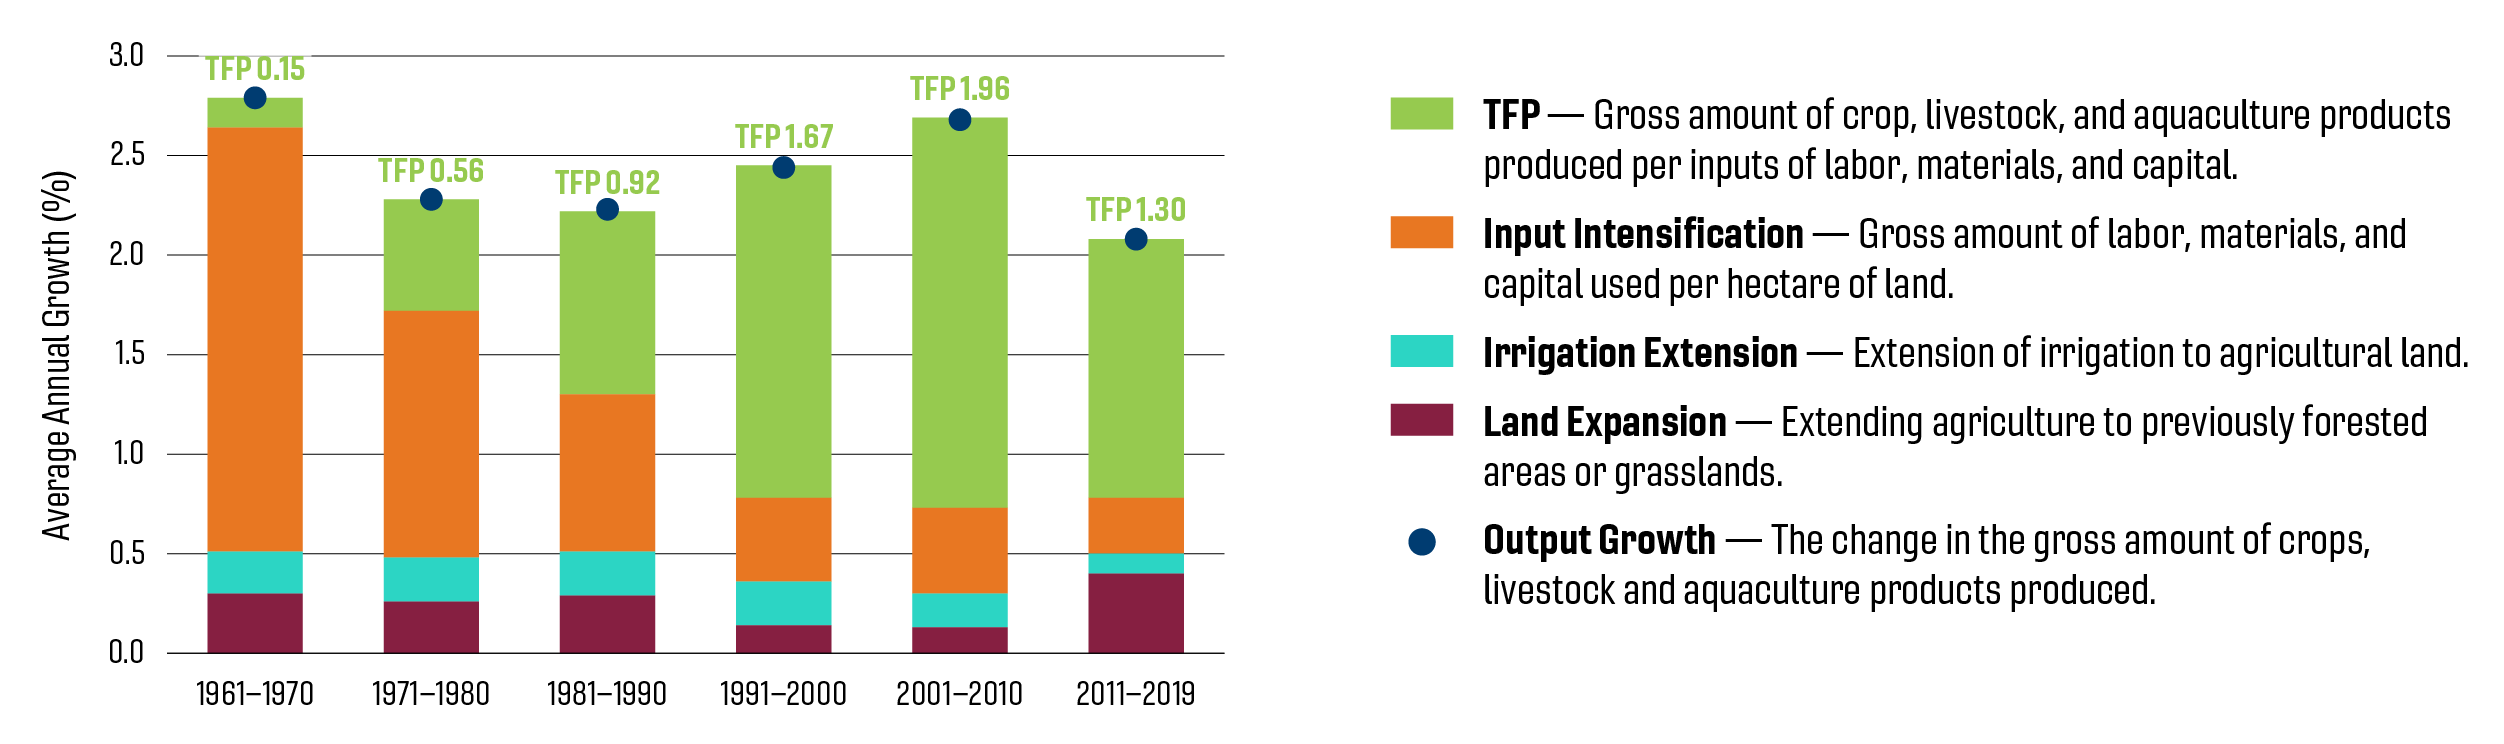 Average Annual Growth (%)
3.0
2.5
2.0
1.5
1.0
0.5
0.0
TFP 0.15
TFP 0.56
TFP 0.92
TFP 1.67
TFP 1.96
TFP 1.30
1961–1970
1971–1980
1981–1990
1991–2000
2001–2010
2011–2019
TFP — Gross amount of crop, livestock, and aquaculture products
produced per inputs of labor, materials, and capital.
Input Intensification — Gross amount of labor, materials, and
capital used per hectare of land.
Irrigation Extension — Extension of irrigation to agricultural land.
Land Expansion — Extending agriculture to previously forested
areas or grasslands.
Output Growth — The change in the gross amount of crops,
livestock and aquaculture products produced.